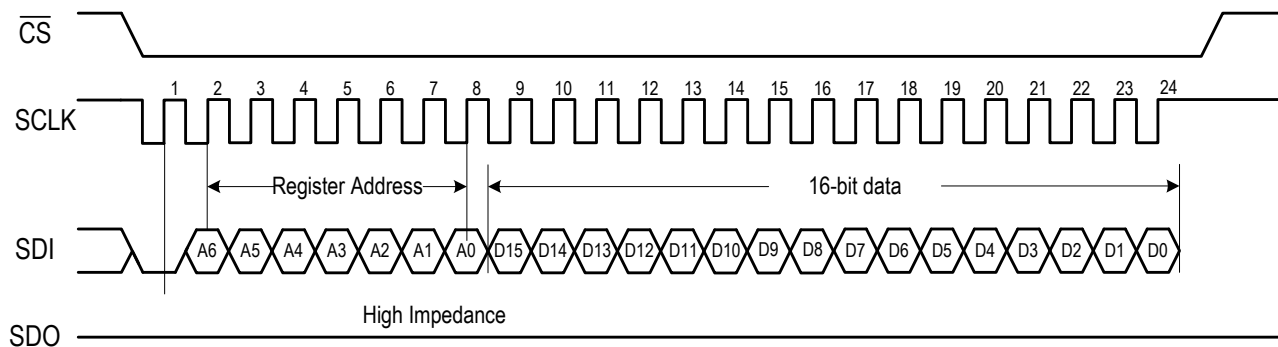 CS
1 2 3 4 5 6 7 8 9 10 11 12 13 14 15 16 17 18 19 20 21 22 23 24
SCLK
Register Address
16-bit data
SDI
A6 A5 A4 A3 A2 A1 A0 D15 D14 D13 D12 D11 D10 D9 D8 D7 D6 D5 D4 D3 D2 D1 D0
High Impedance
SDO